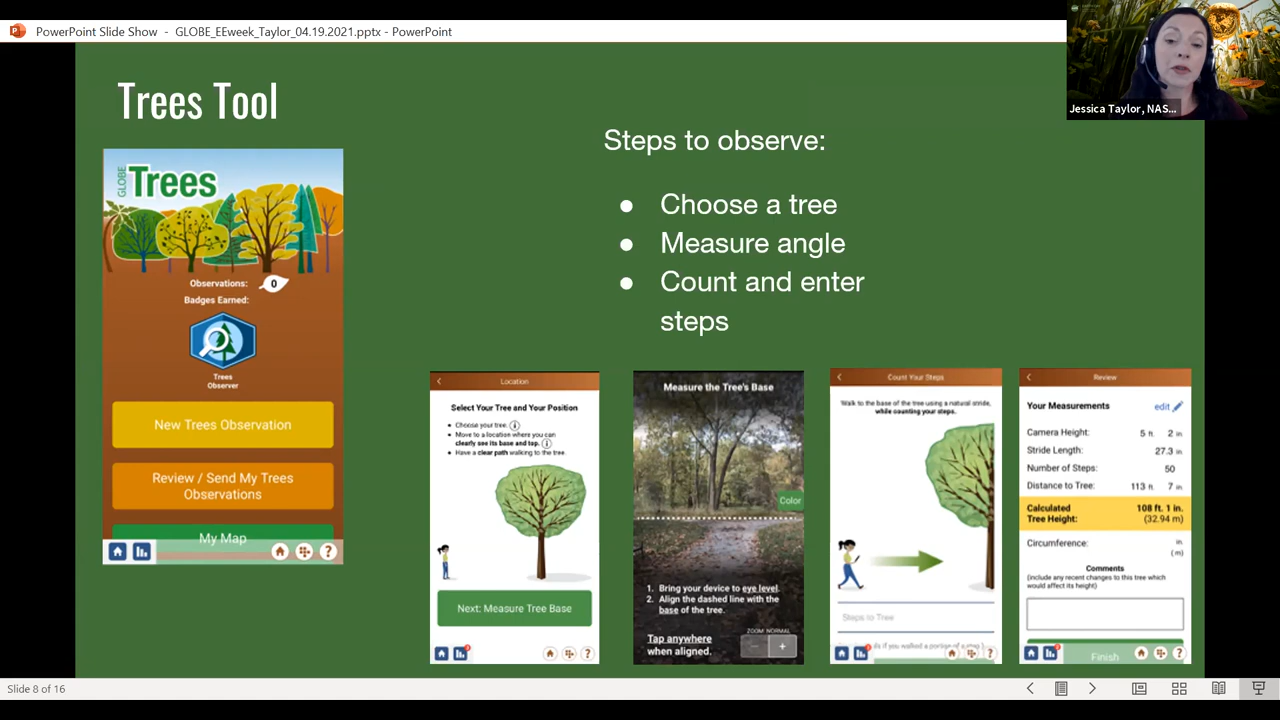 PowerPoint Slide Show - GLOBE_EEweek_Taylor_04.19.2021.pptx - PowerPoint
Jessica Taylor, NAS...
Trees Tool
GLOBE
Trees
Observations: 0
Badges Earned:
Trees
Observer
New Trees Observation
Review / Send My Trees
Observations
My Map
?
Steps to observe:
● Choose a tree
● Measure angle
● Count and enter
steps
Location
Select Your Tree and Your Position
• Choose your tree.
• Move to a location where you can
clearly see its base and top.
• Have a clear path walking to the tree.
Next: Measure Tree Base
?
Measure the Tree's Base
Color
1. Bring your device to eye level.
2. Align the dashed line with the
base of the tree.
Tap anywhere
when aligned.
ZOOM: NORMAL
- +
Count Your Steps
Walk to the base of the tree using a natural stride,
while counting your steps.
Steps to Tree
if you walked a portion of a step
?
Review
Your Measurements edit
Camera Height: 5 ft. 2 in
Stride Length: 27.3 in.
Number of Steps: 50
Distance to Tree: 113 ft. 7 in.
Calculated 108 ft. 1 in.
Tree Height: (32.94 m)
Circumference: in
(m)
Comments
(include any recent changes to this tree which
would affect its height)
Finish
?
Slide 8 of 16